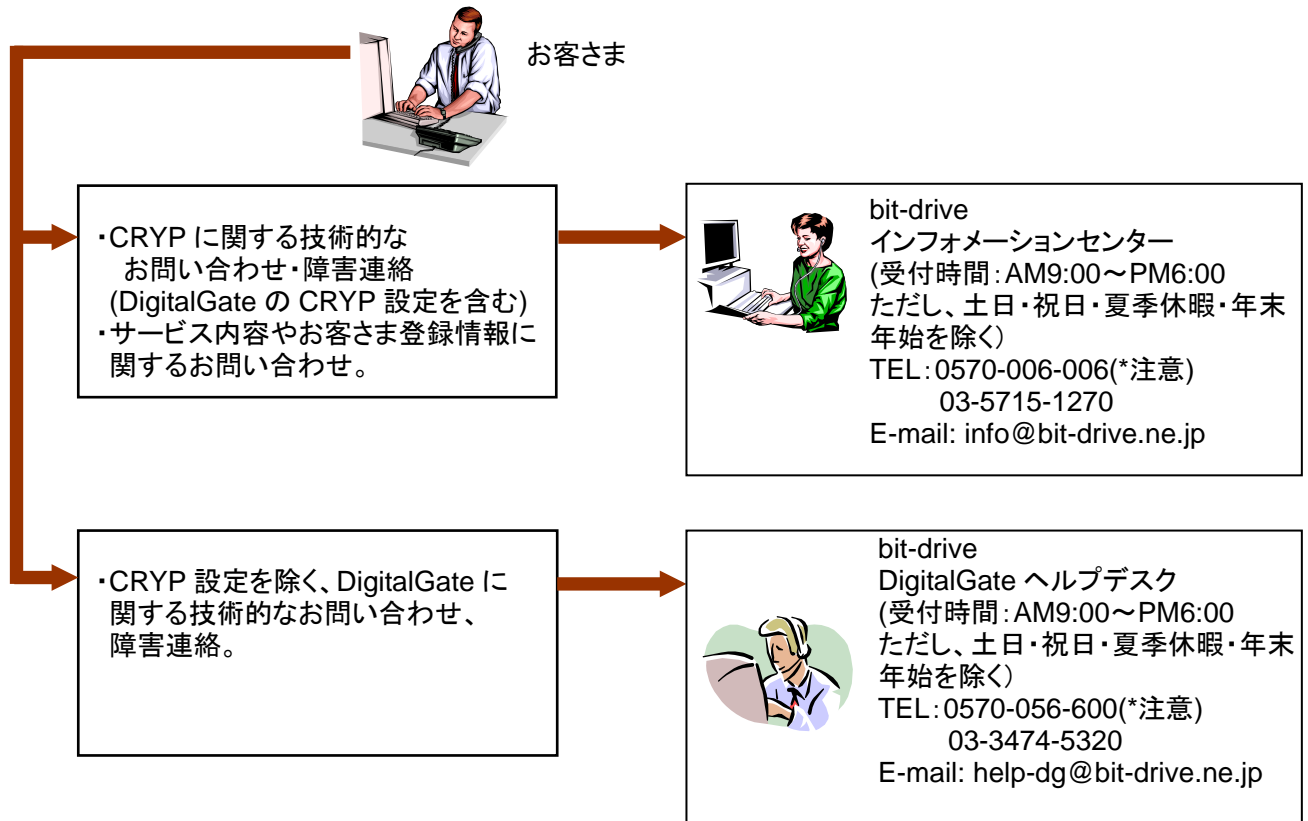 お客さま
・CRYP に関する技術的な
お問い合わせ・障害連絡
(DigitalGate の CRYP 設定を含む)
・サービス内容やお客さま登録情報に
関するお問い合わせ。
bit-drive
インフォメーションセンター
(受付時間：AM9:00～PM6:00
ただし、土日・祝日・夏季休暇・年末
年始を除く)
TEL：0570-006-006(*注意)
03-5715-1270
E-mail: info@bit-drive.ne.jp
・CRYP 設定を除く、DigitalGate に
関する技術的なお問い合わせ、
障害連絡。
bit-drive
DigitalGate ヘルプデスク
(受付時間：AM9:00～PM6:00
ただし、土日・祝日・夏季休暇・年末
年始を除く)
TEL：0570-056-600(*注意)
03-3474-5320
E-mail: help-dg@bit-drive.ne.jp